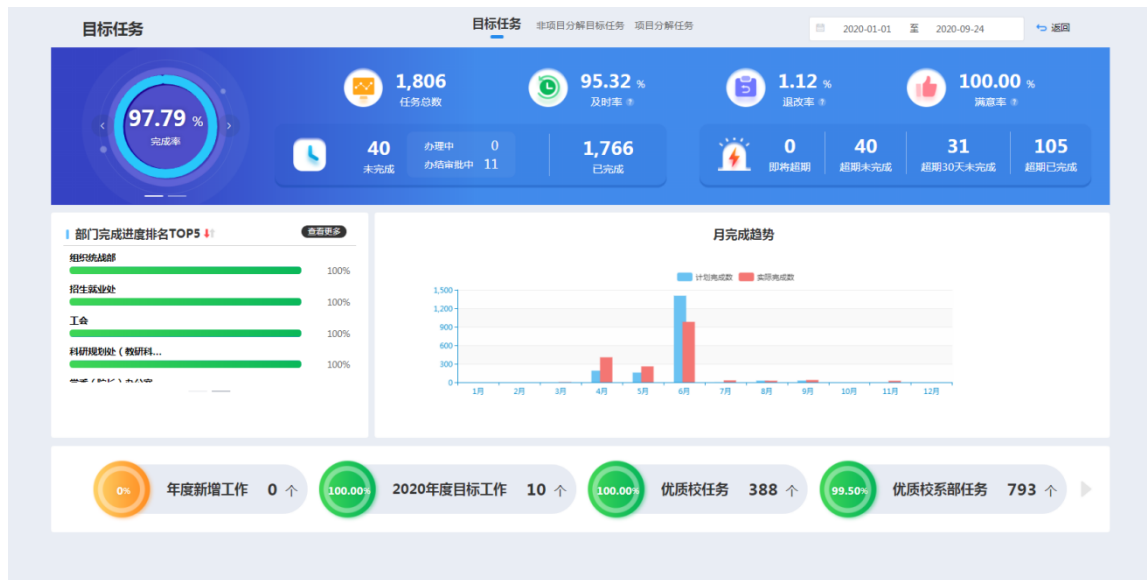 目标任务
目标任务 非项目分解目标任务 项目分解任务
2020-01-01 至 2020-09-24
返回
97.79 %
完成率
1,806
任务总数
95.32 %
及时率
1.12 %
退改率
100.00 %
满意率
40
未完成
办理中 0
办结审批中 11
1,766
已完成
0
即将超期
40
超期未完成
31
超期30天未完成
105
超期已完成
部门完成进度排名TOP5
查看更多
组织统战部
100%
招生就业处
100%
工会
100%
科研规划处（教研科...
100%
月完成趋势
计划完成数 实际完成数
1,500
1,200
900
600
300
0
1月 2月 3月 4月 5月 6月 7月 8月 9月 10月 11月 12月
0% 年度新增工作 0 个
100.00% 2020年度目标工作 10 个
100.00% 优质校任务 388 个
99.50% 优质校系部任务 793 个